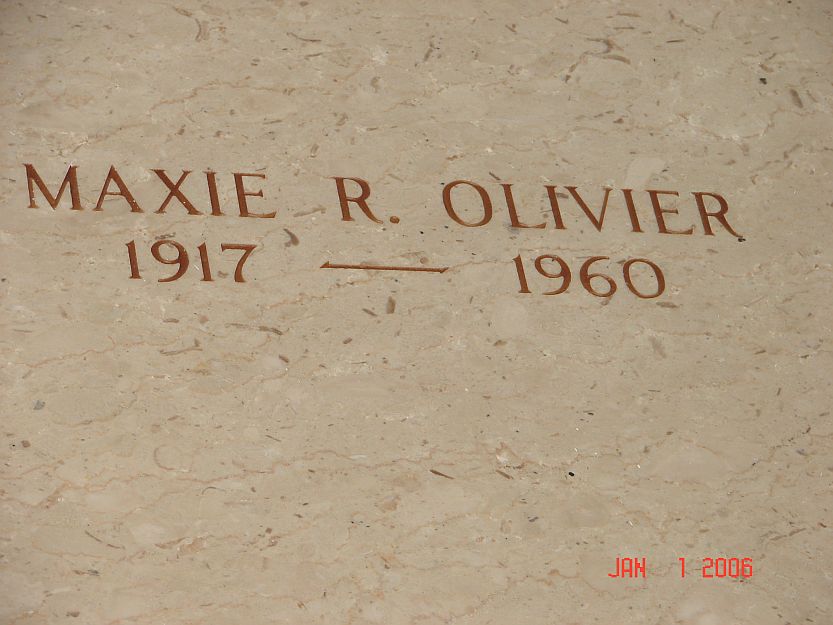 MAXIE R. OLIVIER
1917 — 1960
JAN 1 2006